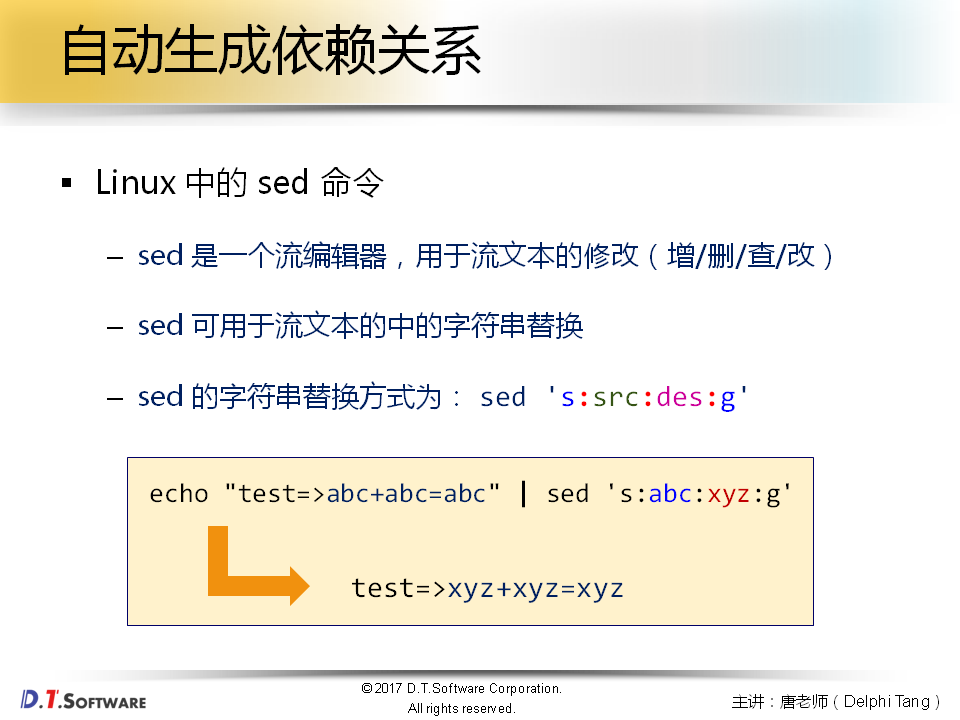 自动生成依赖关系
▪ Linux 中的 sed 命令
– sed 是一个流编辑器，用于流文本的修改（增/删/查/改）
– sed 可用于流文本的中的字符串替换
– sed 的字符串替换方式为： sed 's:src:des:g'
echo "test=>abc+abc=abc" | sed 's:abc:xyz:g'
test=>xyz+xyz=xyz
D.T.SOFTWARE
©2017 D.T.Software Corporation.
All rights reserved.
主讲：唐老师（Delphi Tang）